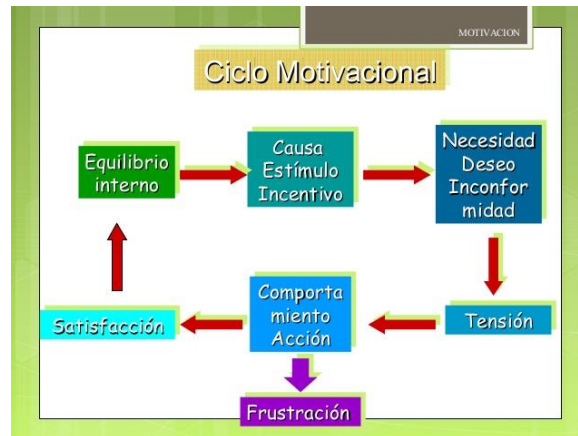 MOTIVACION
Ciclo Motivacional
Equilibrio
interno
Causa
Estímulo
Incentivo
Necesidad
Deseo
Inconfor
midad
Tensión
Comporta
miento
Acción
Satisfacción
Frustración